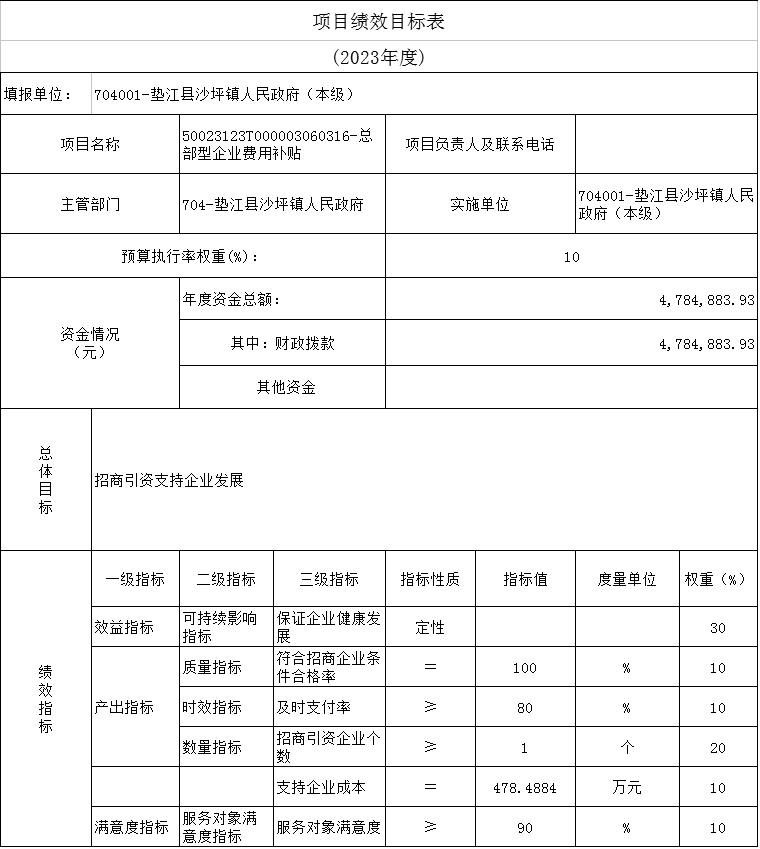 项目绩效目标表
(2023年度)
填报单位： 704001-垫江县沙坪镇人民政府（本级）
项目名称 50023123T000003060316-总部型企业费用补贴 项目负责人及联系电话
主管部门 704-垫江县沙坪镇人民政府 实施单位 704001-垫江县沙坪镇人民政府（本级）
预算执行率权重(%)： 10
资金情况（元） 年度资金总额： 4,784,883.93
其中：财政拨款 4,784,883.93
其他资金
总体目标 招商引资支持企业发展
绩效指标 一级指标 二级指标 三级指标 指标性质 指标值 度量单位 权重（%）
效益指标 可持续影响指标 保证企业健康发展 定性 30
产出指标 质量指标 符合招商企业条件合格率 ＝ 100 % 10
时效指标 及时支付率 ≥ 80 % 10
数量指标 招商引资企业个数 ≥ 1 个 20
支持企业成本 ＝ 478.4884 万元 10
满意度指标 服务对象满意度指标 服务对象满意度 ≥ 90 % 10